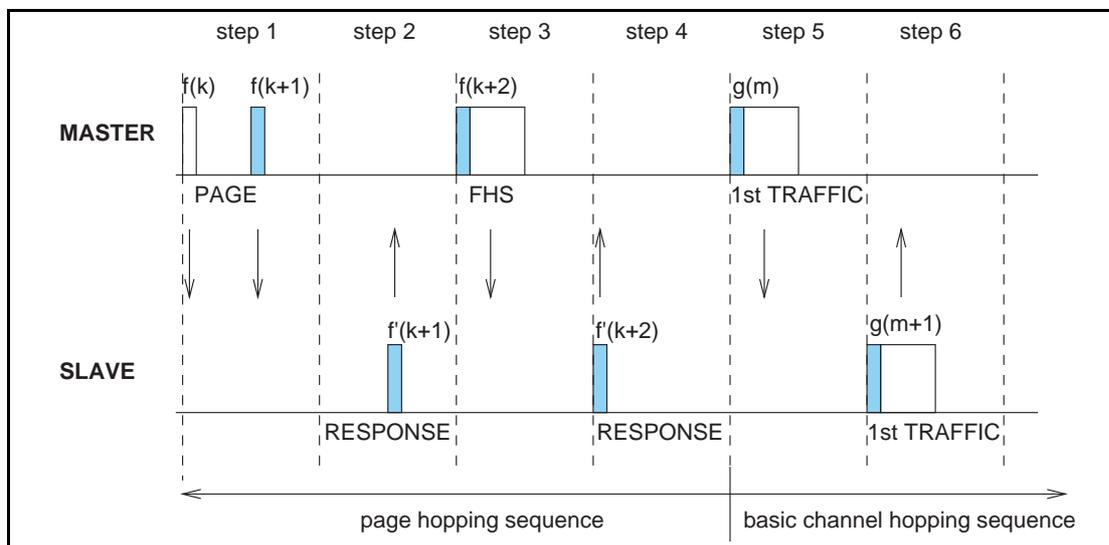 step 1 step 2 step 3 step 4 step 5 step 6
f(k) f(k+1) f(k+2) g(m)
MASTER
PAGE FHS 1st TRAFFIC
f'(k+1) f'(k+2) g(m+1)
SLAVE
RESPONSE RESPONSE 1st TRAFFIC
page hopping sequence basic channel hopping sequence